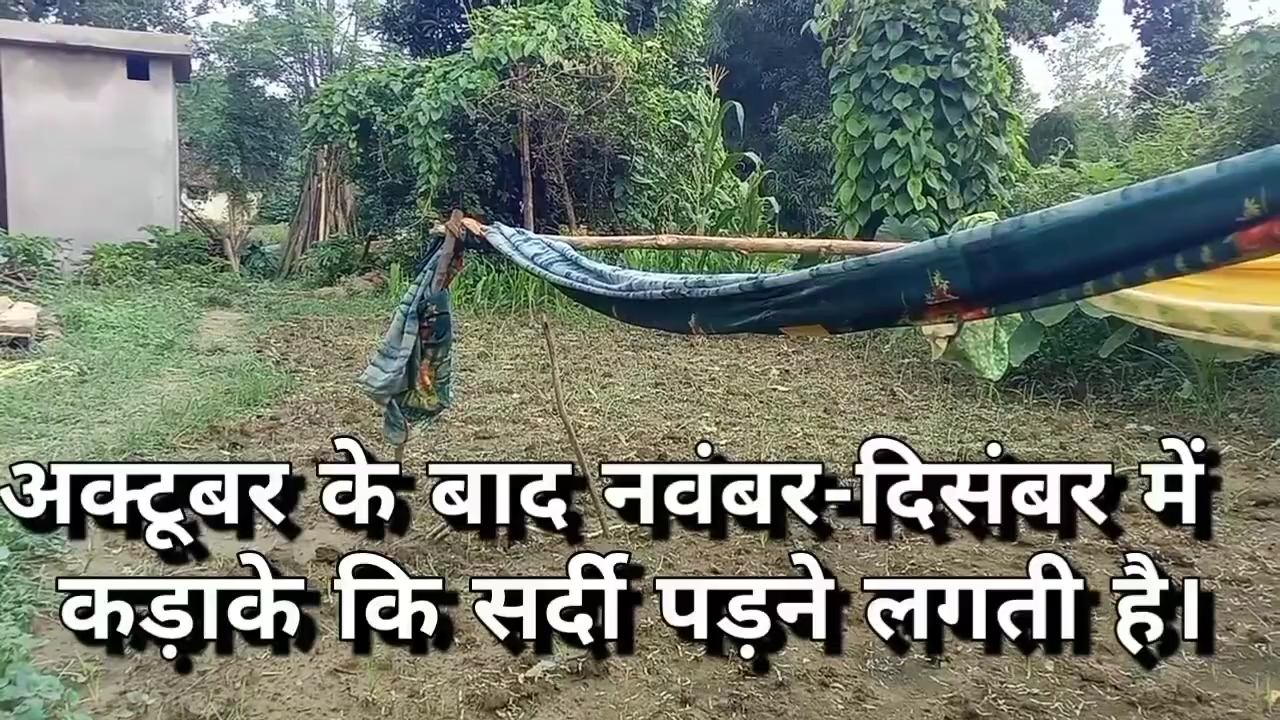 अक्टूबर के बाद नवंबर-दिसंबर में
कड़ाके कि सर्दी पड़ने लगती है।